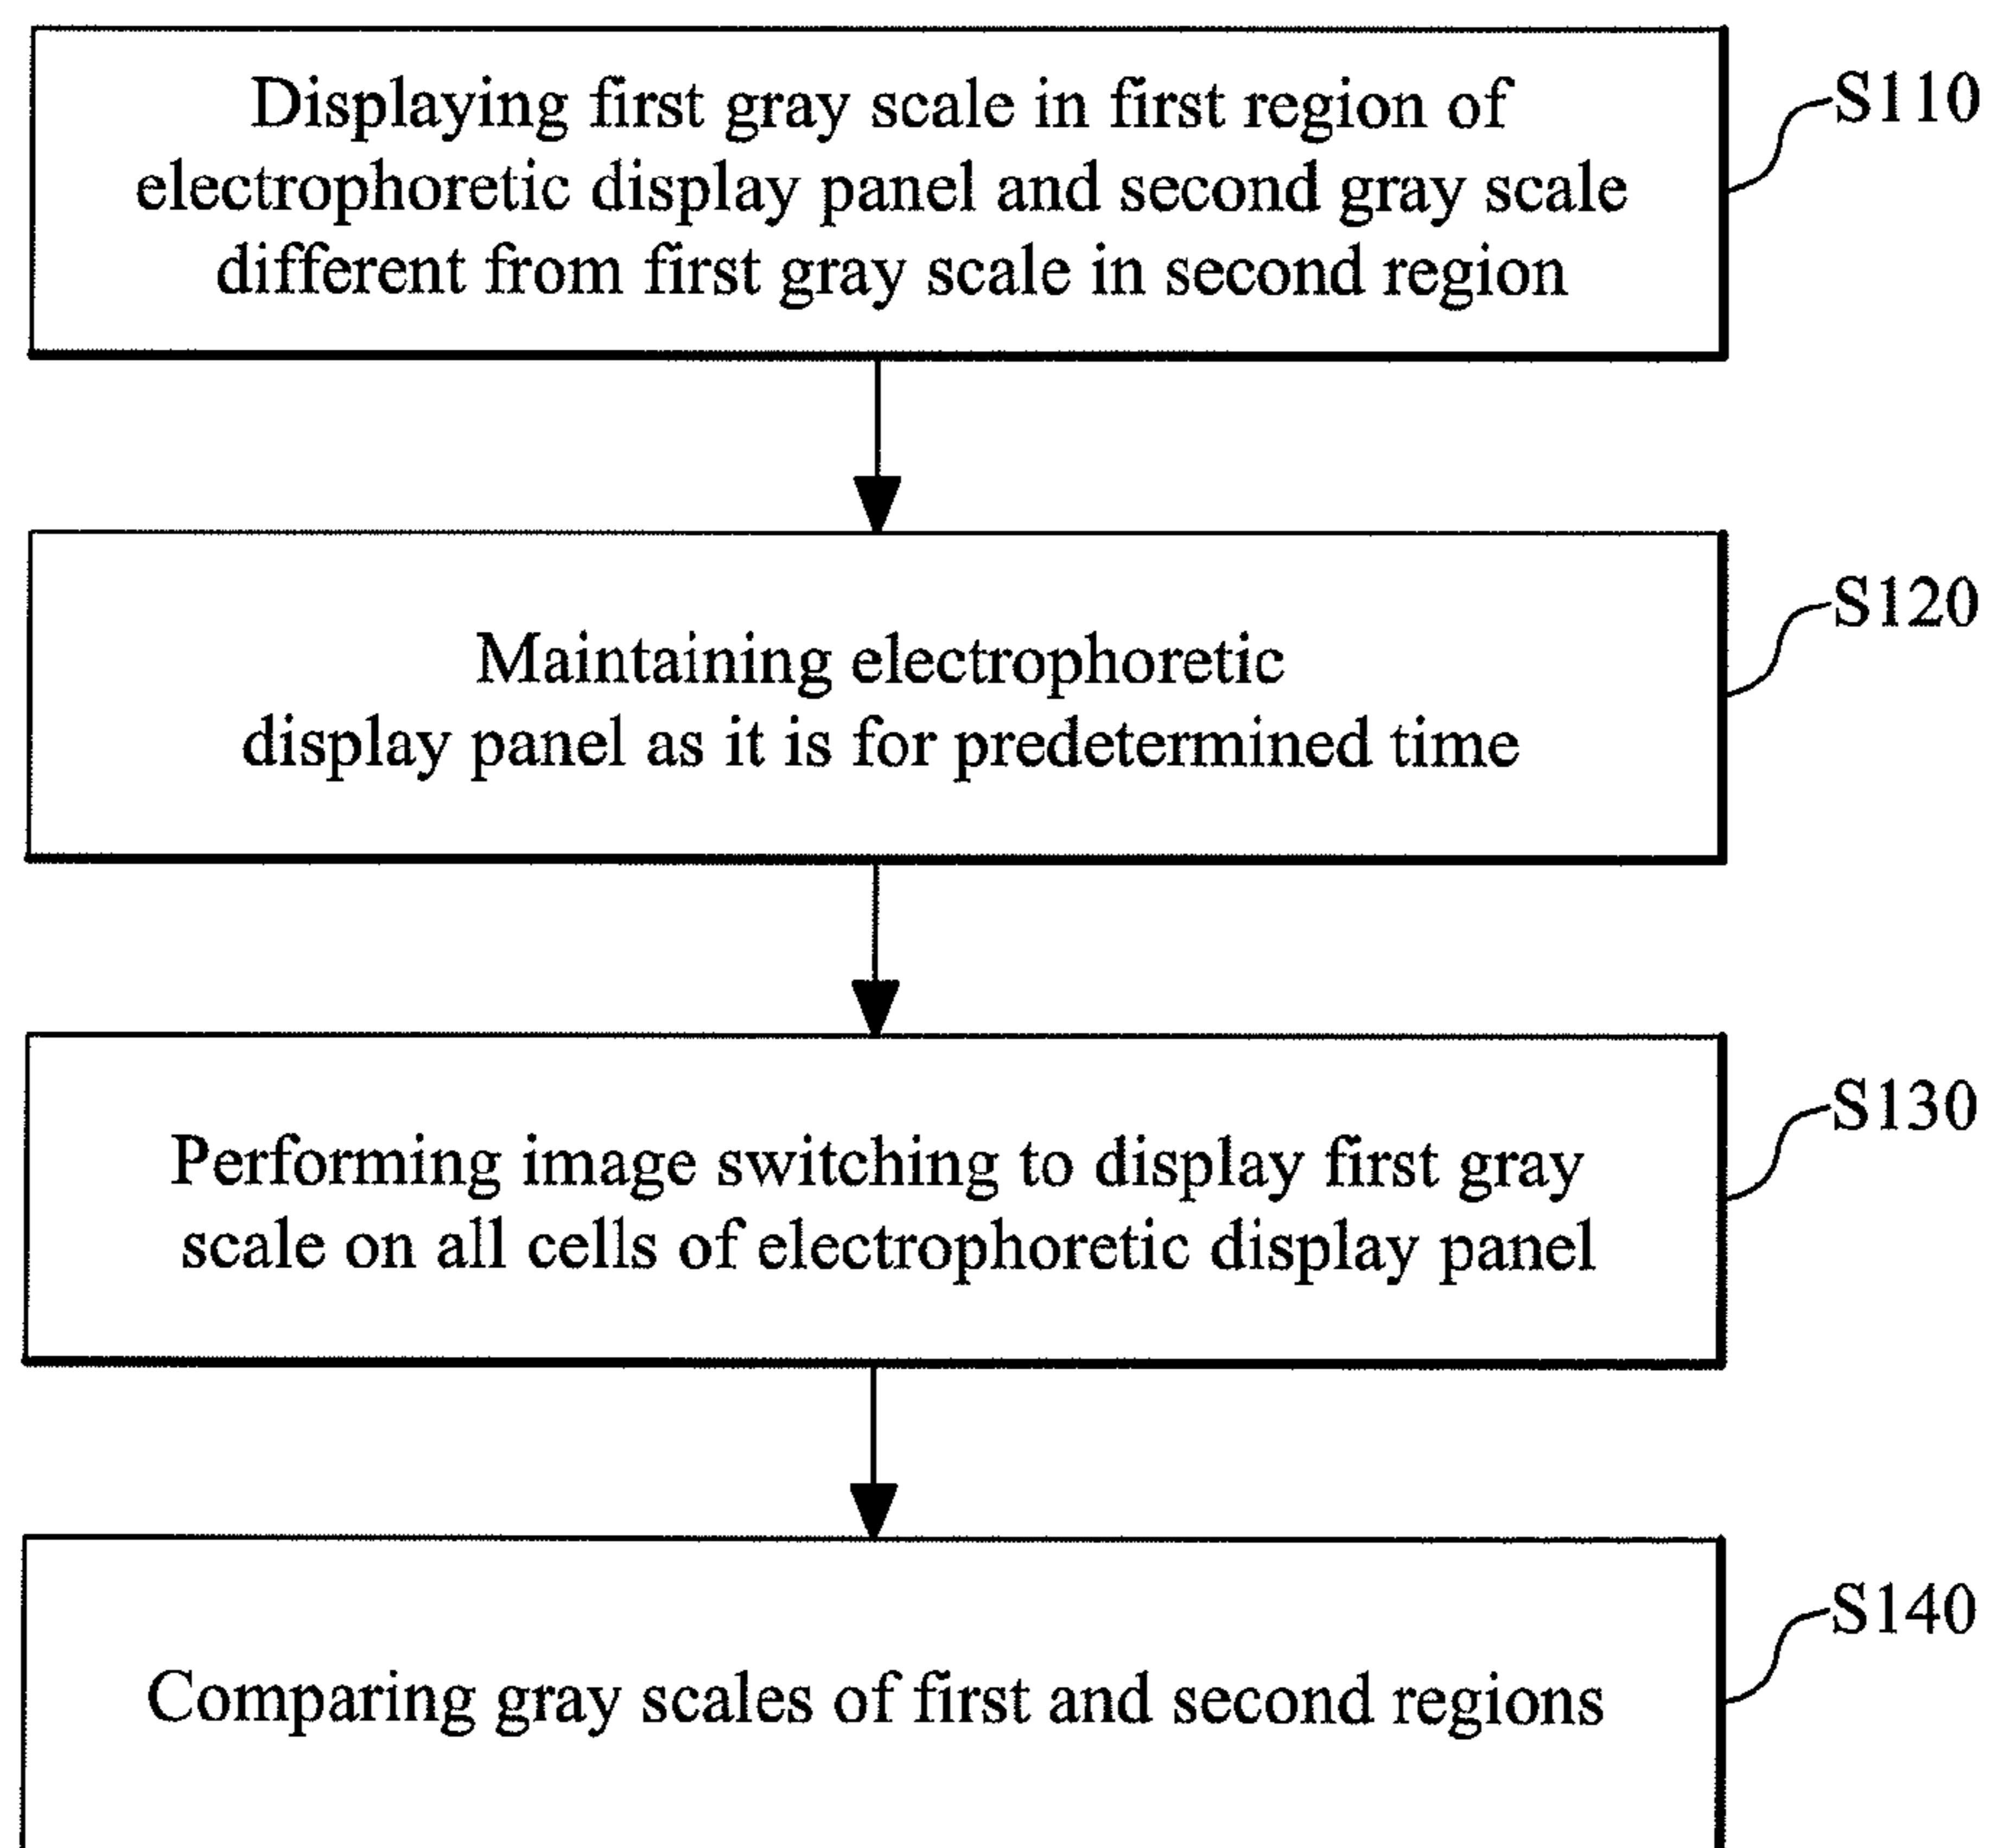 Displaying first gray scale in first region of
electrophoretic display panel and second gray scale
different from first gray scale in second region
S110
Maintaining electrophoretic
display panel as it is for predetermined time
S120
Performing image switching to display first gray
scale on all cells of electrophoretic display panel
S130
Comparing gray scales of first and second regions
S140